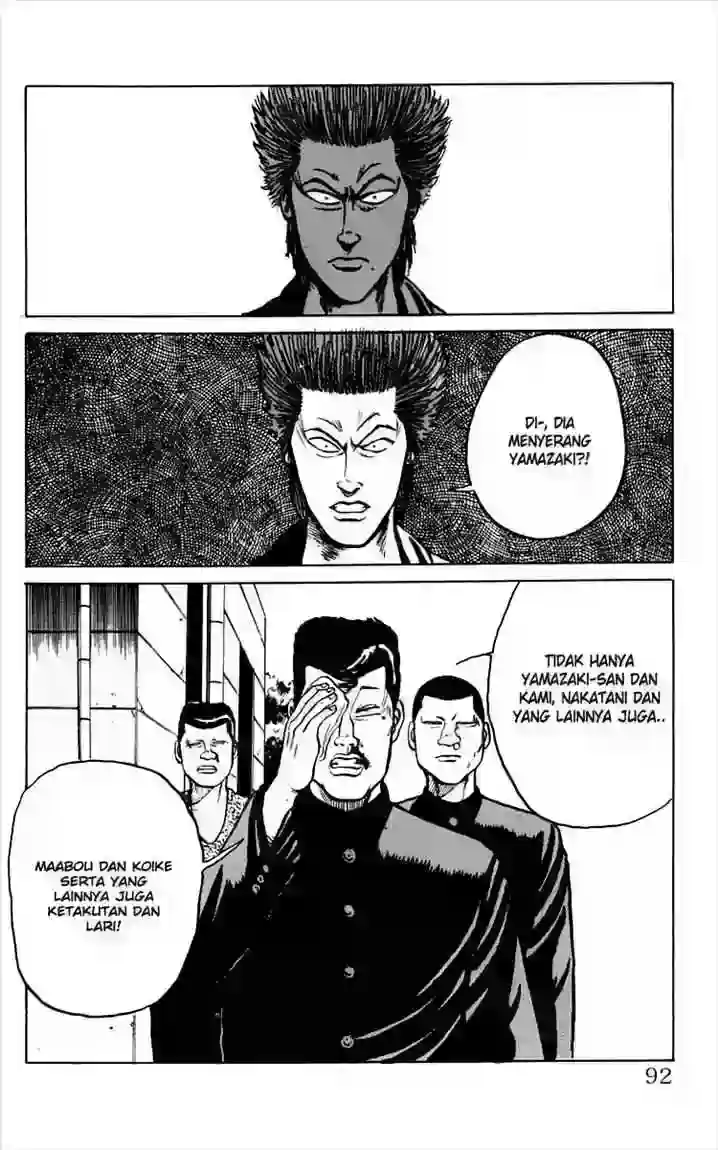 DI-, DIA
MENYERANG
YAMAZAKI?!
TIDAK HANYA
YAMAZAKI-SAN DAN
KAMI, NAKATANI DAN
YANG LAINNYA JUGA..
MAABOU DAN KOIKE
SERTA YANG
LAINNYA JUGA
KETAKUTAN DAN
LARI!
92